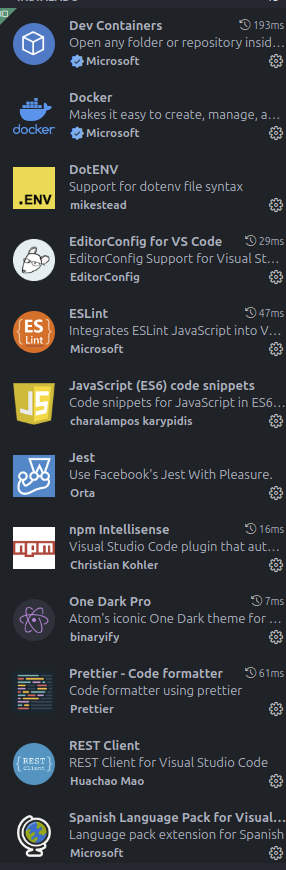 Dev Containers 193ms
Open any folder or repository insid...
Microsoft
docker
Docker
Makes it easy to create, manage, a...
Microsoft
.ENV
DotENV
Support for dotenv file syntax
mikestead
EditorConfig for VS Code 29ms
EditorConfig Support for Visual St...
EditorConfig
ES
Lint
ESLint 47ms
Integrates ESLint JavaScript into V...
Microsoft
JS
JavaScript (ES6) code snippets
Code snippets for JavaScript in ES6...
charalampos karypidis
Jest
Use Facebook's Jest With Pleasure.
Orta
npm
npm Intellisense 16ms
Visual Studio Code plugin that aut...
Christian Kohler
One Dark Pro 7ms
Atom's iconic One Dark theme for ...
binaryify
Prettier - Code formatter 61ms
Code formatter using prettier
Prettier
{REST}
Client
REST Client
REST Client for Visual Studio Code
Huachao Mao
Spanish Language Pack for Visual...
Language pack extension for Spanish
Microsoft